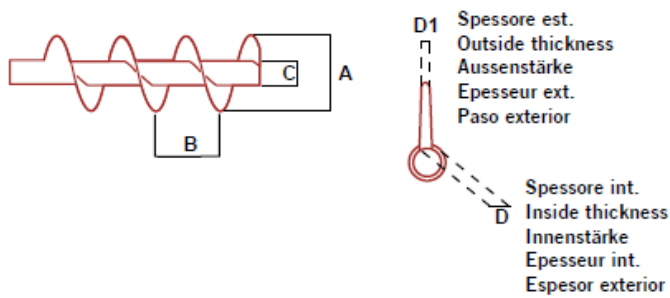 A
B
C
D1
Spessore est.
Outside thickness
Aussenstärke
Epesseur ext.
Paso exterior
D
Spessore int.
Inside thickness
Innenstärke
Epesseur int.
Espesor exterior